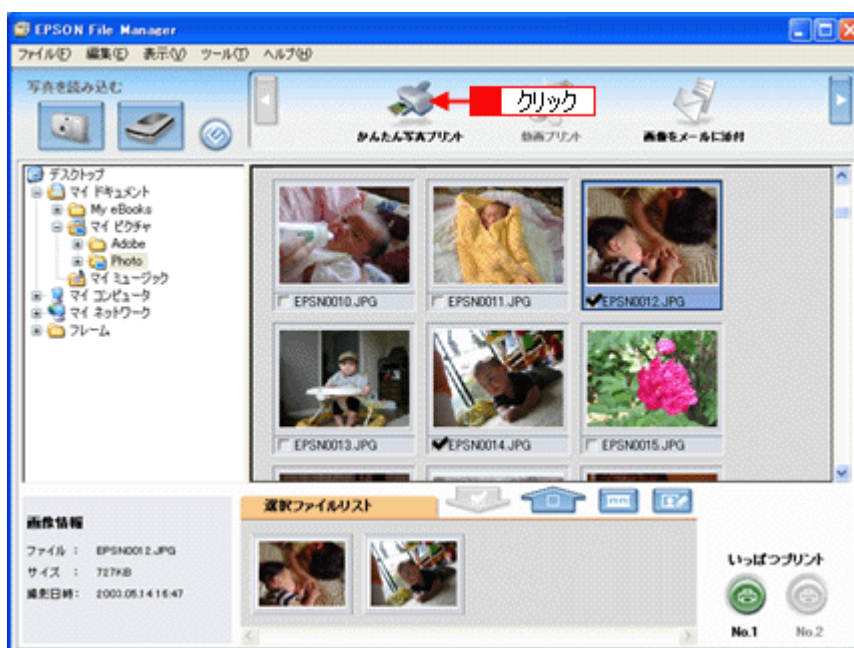 EPSON File Manager
ファイル(F) 編集(E) 表示(V) ツール(T) ヘルプ(H)
写真を読み込む
クリック
かんたん写真プリント
動画プリント
画像をメールに添付
デスクトップ
マイ ドキュメント
My eBooks
マイ ピクチャ
Adobe
Photo
マイ ミュージック
マイ コンピュータ
マイ ネットワーク
フレーム
EPSN0010.JPG
EPSN0011.JPG
EPSN0012.JPG
EPSN0013.JPG
EPSN0014.JPG
EPSN0015.JPG
選択ファイルリスト
画像情報
ファイル : EPSN0012.JPG
サイズ : 727KB
撮影日時: 2003.05.14 16:47
いっぱつプリント
No.1
No.2